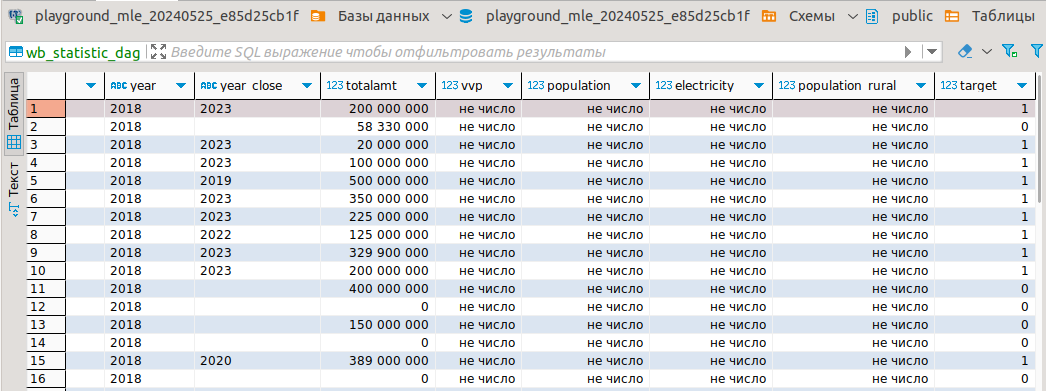 playground_mle_20240525_e85d25cb1f Базы данных playground_mle_20240525_e85d25cb1f Схемы public Таблицы
wb_statistic_dag Введите SQL выражение чтобы отфильтровать результаты
Таблица
Текст
ABC year ABC year_close 123 totalamt 123 vvp 123 population 123 electricity 123 population_rural 123 target
1 2018 2023 200 000 000 не число не число не число не число 1
2 2018 58 330 000 не число не число не число не число 0
3 2018 2023 20 000 000 не число не число не число не число 1
4 2018 2023 100 000 000 не число не число не число не число 1
5 2018 2019 500 000 000 не число не число не число не число 1
6 2018 2023 350 000 000 не число не число не число не число 1
7 2018 2023 225 000 000 не число не число не число не число 1
8 2018 2022 125 000 000 не число не число не число не число 1
9 2018 2023 329 900 000 не число не число не число не число 1
10 2018 2023 200 000 000 не число не число не число не число 1
11 2018 400 000 000 не число не число не число не число 0
12 2018 0 не число не число не число не число 0
13 2018 150 000 000 не число не число не число не число 0
14 2018 0 не число не число не число не число 0
15 2018 2020 389 000 000 не число не число не число не число 1
16 2018 0 не число не число не число не число 0